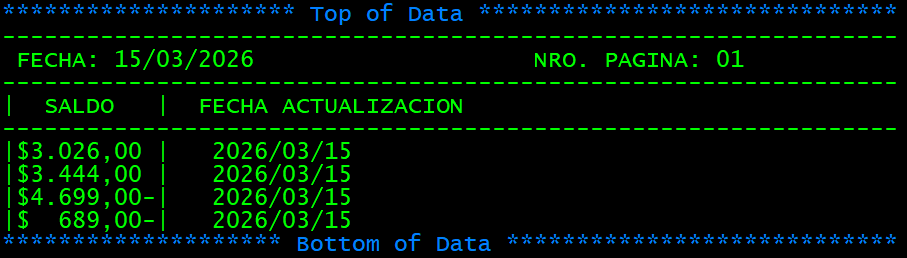 ********************* Top of Data ******************************
----------------------------------------------------------------
 FECHA: 15/03/2026                    NRO. PAGINA: 01
----------------------------------------------------------------
|  SALDO   |  FECHA ACTUALIZACION
----------------------------------------------------------------
|$3.026,00 |   2026/03/15
|$3.444,00 |   2026/03/15
|$4.699,00-|   2026/03/15
|$  689,00-|   2026/03/15
******************** Bottom of Data ****************************